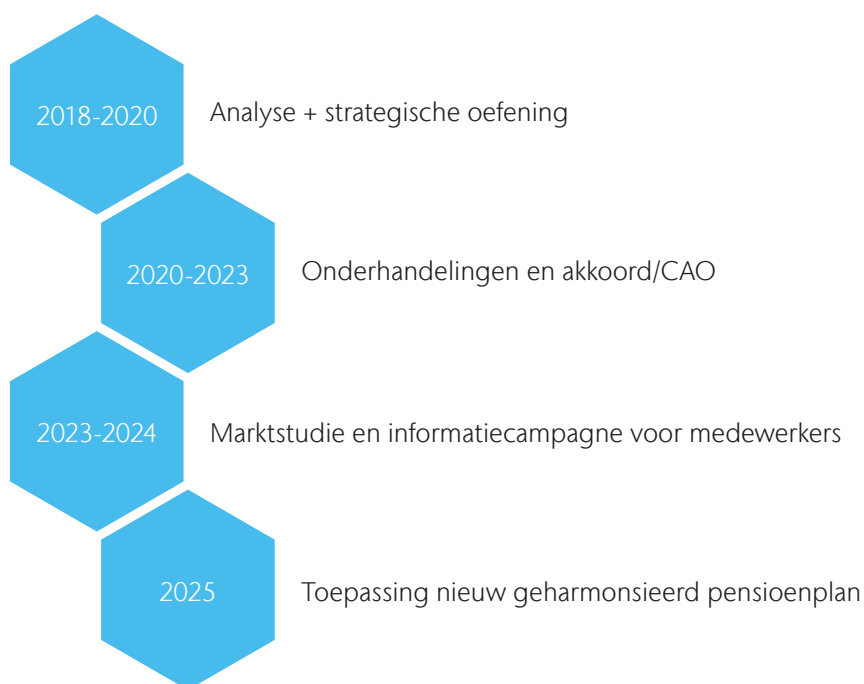 2018-2020
Analyse + strategische oefening
2020-2023
Onderhandelingen en akkoord/CAO
2023-2024
Marktstudie en informatiecampagne voor medewerkers
2025
Toepassing nieuw geharmonsieerd pensioenplan